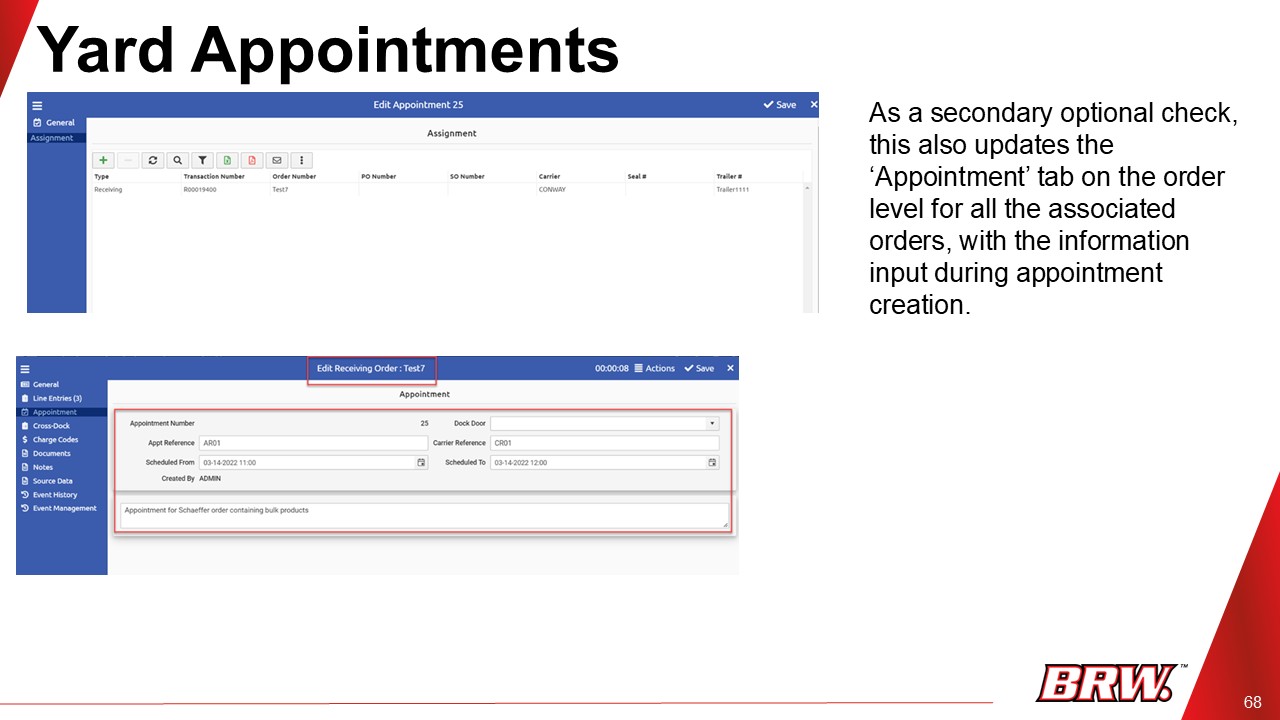 Yard Appointments
Edit Appointment 25
Save
General
Assignment
Assignment
Type Transaction Number Order Number PO Number SO Number Carrier Seal # Trailer #
Receiving R00019400 Test7 CONWAY Trailer1111
As a secondary optional check,
this also updates the
‘Appointment’ tab on the order
level for all the associated
orders, with the information
input during appointment
creation.
Edit Receiving Order : Test7
00:00:08 Actions Save
General
Line Entries (3)
Appointment
Cross-Dock
Charge Codes
Documents
Notes
Source Data
Event History
Event Management
Appointment
Appointment Number 25 Dock Door
Appt Reference AR01 Carrier Reference CR01
Scheduled From 03-14-2022 11:00 Scheduled To 03-14-2022 12:00
Created By ADMIN
Appointment for Schaeffer order containing bulk products
BRW. ™
68